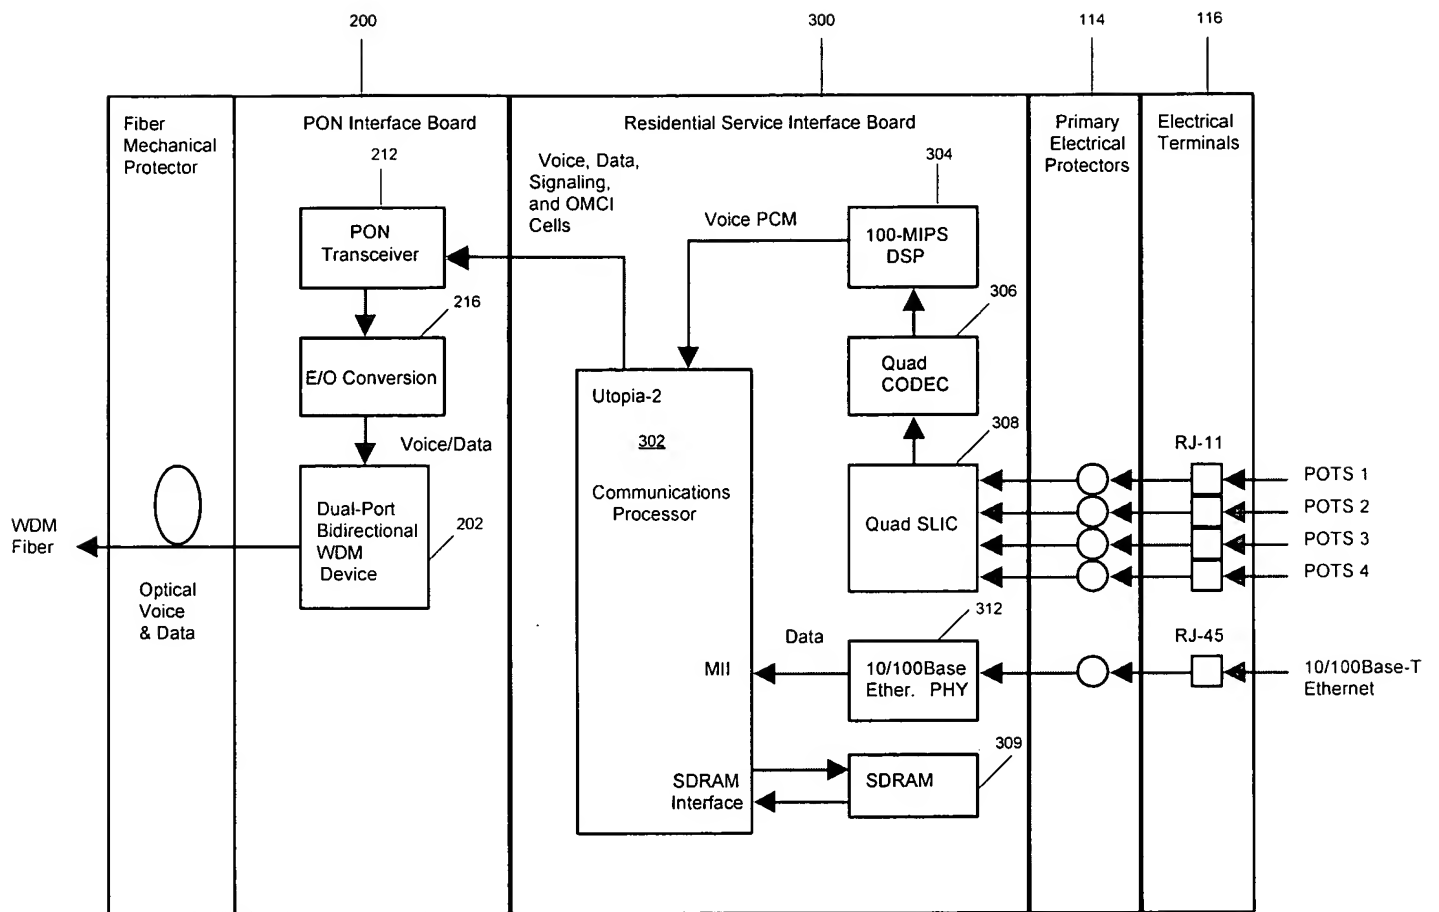 200
300
114
116
Fiber
Mechanical
Protector
PON Interface Board
Residential Service Interface Board
Primary
Electrical
Protectors
Electrical
Terminals
212
Voice, Data,
Signaling,
and OMCI
Cells
304
PON
Transceiver
Voice PCM
100-MIPS
DSP
216
306
E/O Conversion
Quad
CODEC
Utopia-2
302
Communications
Processor
308
Voice/Data
RJ-11
Dual-Port
Bidirectional
WDM
Device
202
Quad SLIC
POTS 1
POTS 2
POTS 3
POTS 4
WDM
Fiber
Optical
Voice
& Data
312
Data
RJ-45
MII
10/100Base
Ether. PHY
10/100Base-T
Ethernet
309
SDRAM
Interface
SDRAM